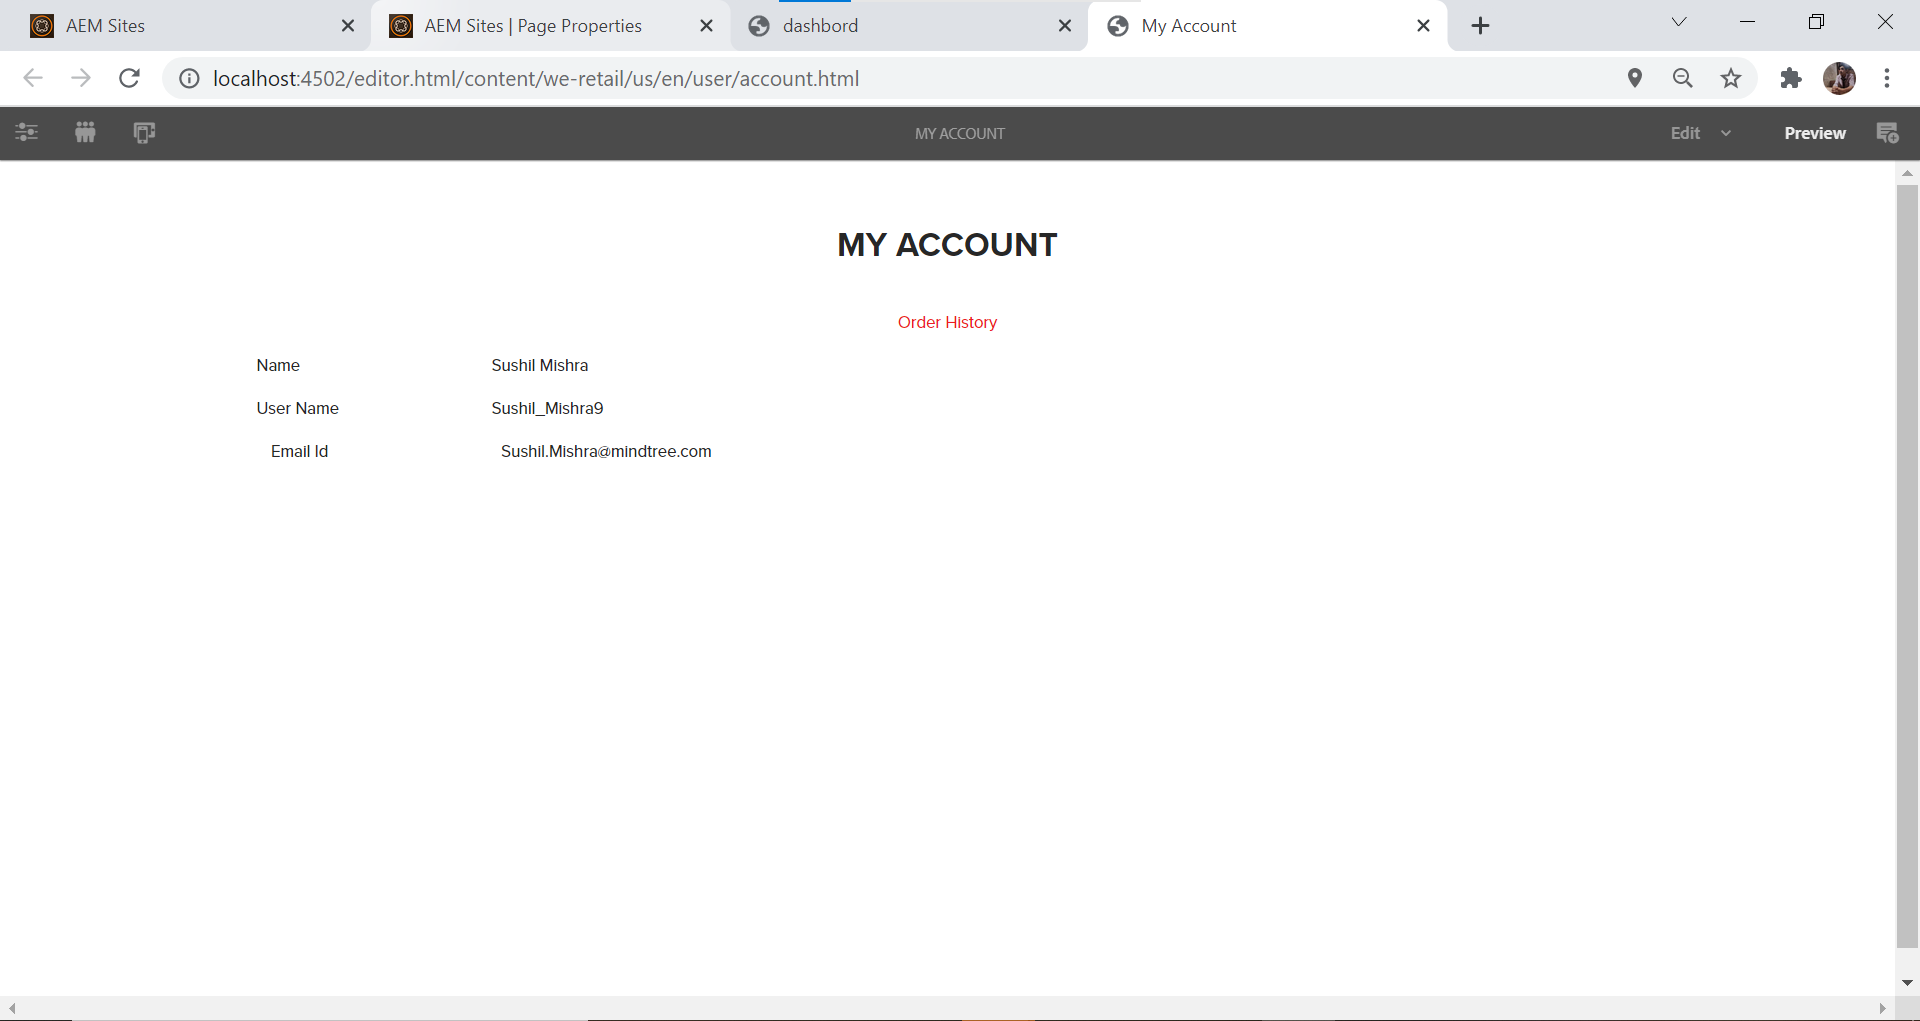 AEM Sites
AEM Sites | Page Properties
dashbord
My Account
localhost:4502/editor.html/content/we-retail/us/en/user/account.html
MY ACCOUNT
Edit
Preview
MY ACCOUNT
Order History
Name Sushil Mishra
User Name Sushil_Mishra9
Email Id Sushil.Mishra@mindtree.com